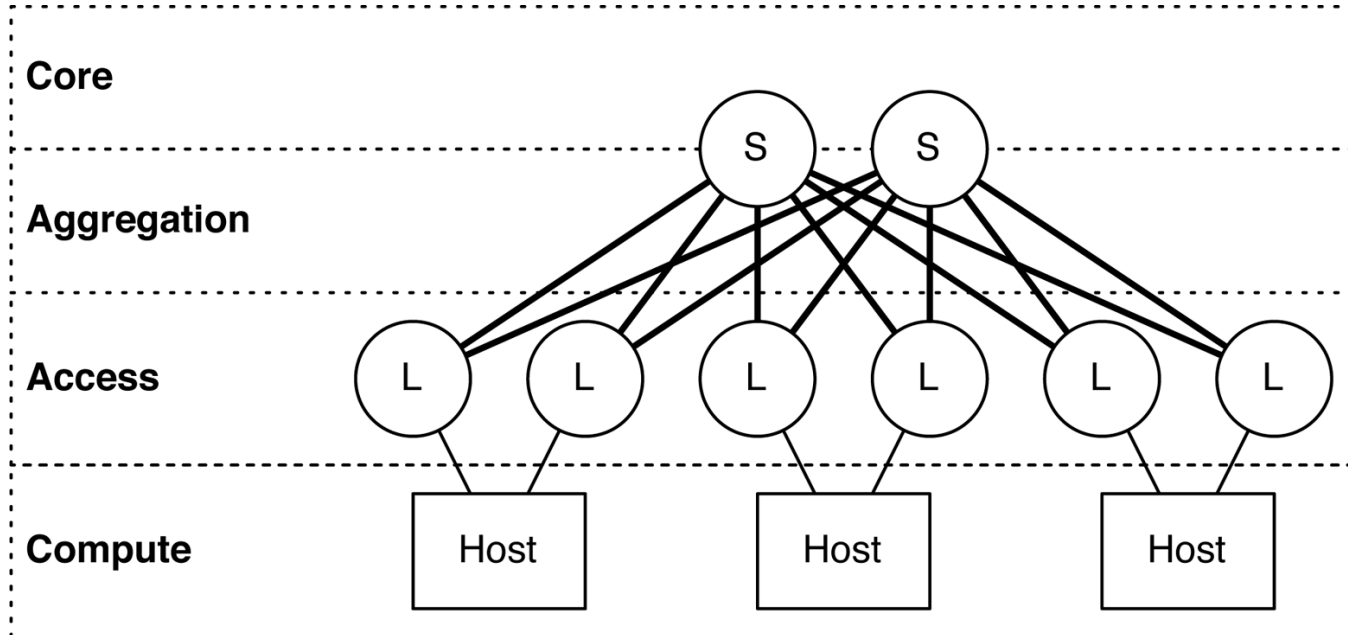 Core
S S
Aggregation
Access L L L L L L
Compute Host Host Host